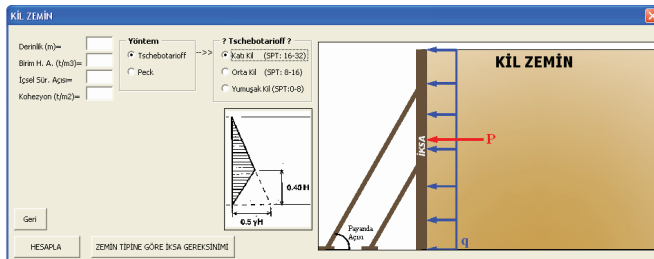 KİL ZEMİN
Derinlik (m)=
Birim H. A. (t/m3)=
İçsel Sür. Açısı=
Kohezyon (t/m2)=
Yöntem
Tschebotarioff
Peck
-->>
? Tschebotarioff ?
Katı Kil (SPT: 16-32)
Orta Kil (SPT: 8-16)
Yumuşak Kil (SPT:0-8)
0.40 H
0.5 γH
Geri
HESAPLA
ZEMİN TİPİNE GÖRE İKSA GEREKSİNİMİ
KİL ZEMİN
İKSA
P
Payanda
Açısı
q